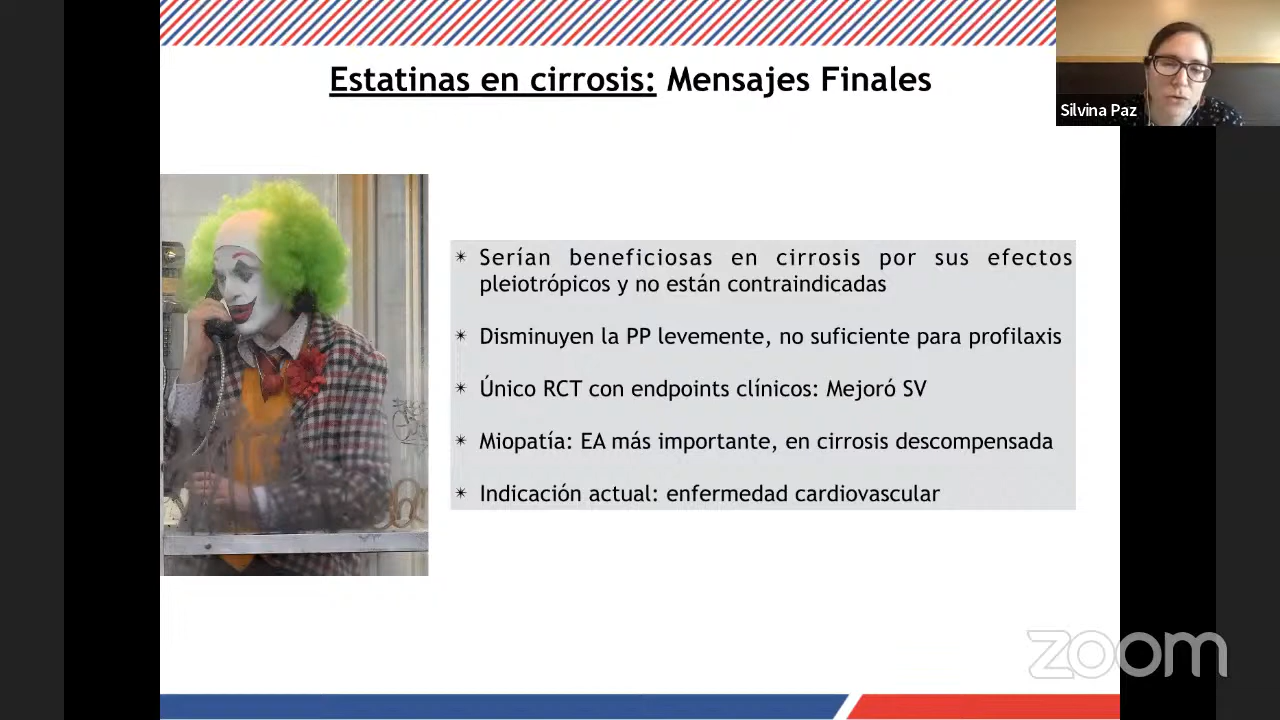 Estatinas en cirrosis: Mensajes Finales
Silvina Paz
* Serían beneficiosas en cirrosis por sus efectos
pleiotrópicos y no están contraindicadas
* Disminuyen la PP levemente, no suficiente para profilaxis
* Único RCT con endpoints clínicos: Mejoró SV
* Miopatía: EA más importante, en cirrosis descompensada
* Indicación actual: enfermedad cardiovascular
zoom